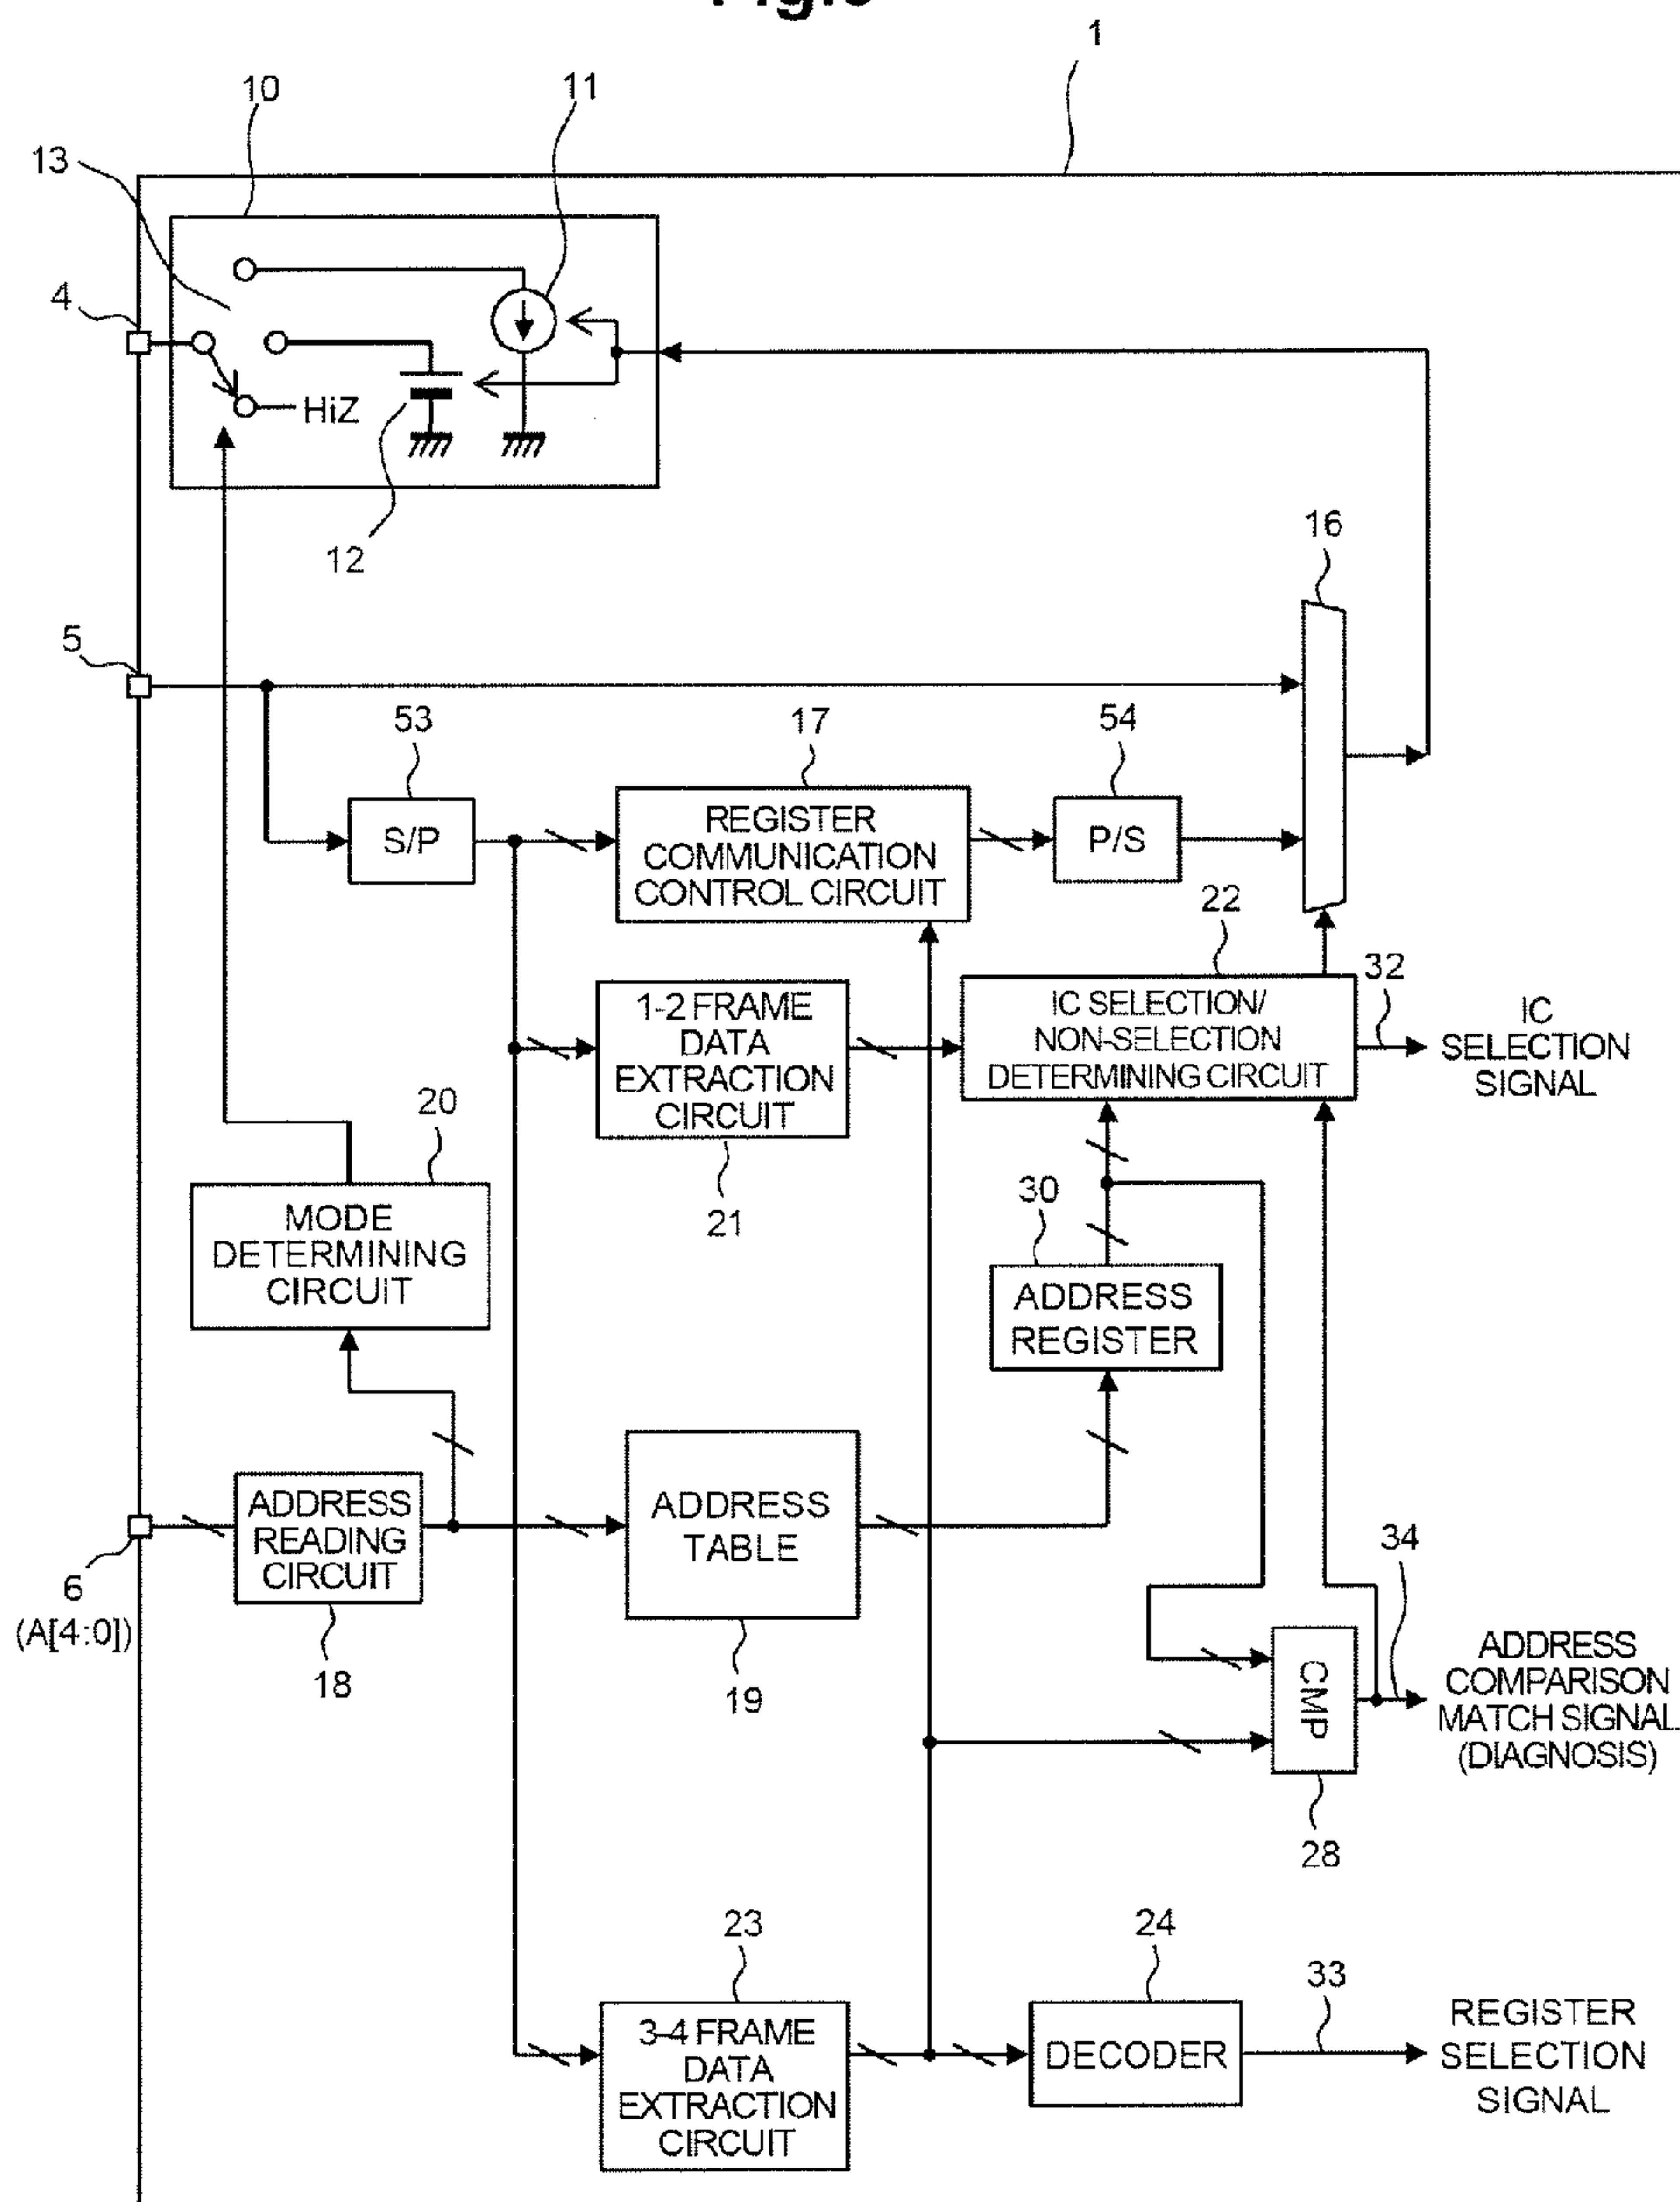 1
10
11
13
4
HiZ
12
16
5
53
17
54
S/P
REGISTER
COMMUNICATION
CONTROL CIRCUIT
P/S
22
32
1-2 FRAME
DATA
EXTRACTION
CIRCUIT
IC SELECTION/
NON-SELECTION
DETERMINING CIRCUIT
IC
SELECTION
SIGNAL
20
21
30
MODE
DETERMINING
CIRCUIT
ADDRESS
REGISTER
ADDRESS
READING
CIRCUIT
ADDRESS
TABLE
34
6
(A[4:0])
18
19
CMP
ADDRESS
COMPARISON
MATCH SIGNAL
(DIAGNOSIS)
28
23
24
33
3-4 FRAME
DATA
EXTRACTION
CIRCUIT
DECODER
REGISTER
SELECTION
SIGNAL